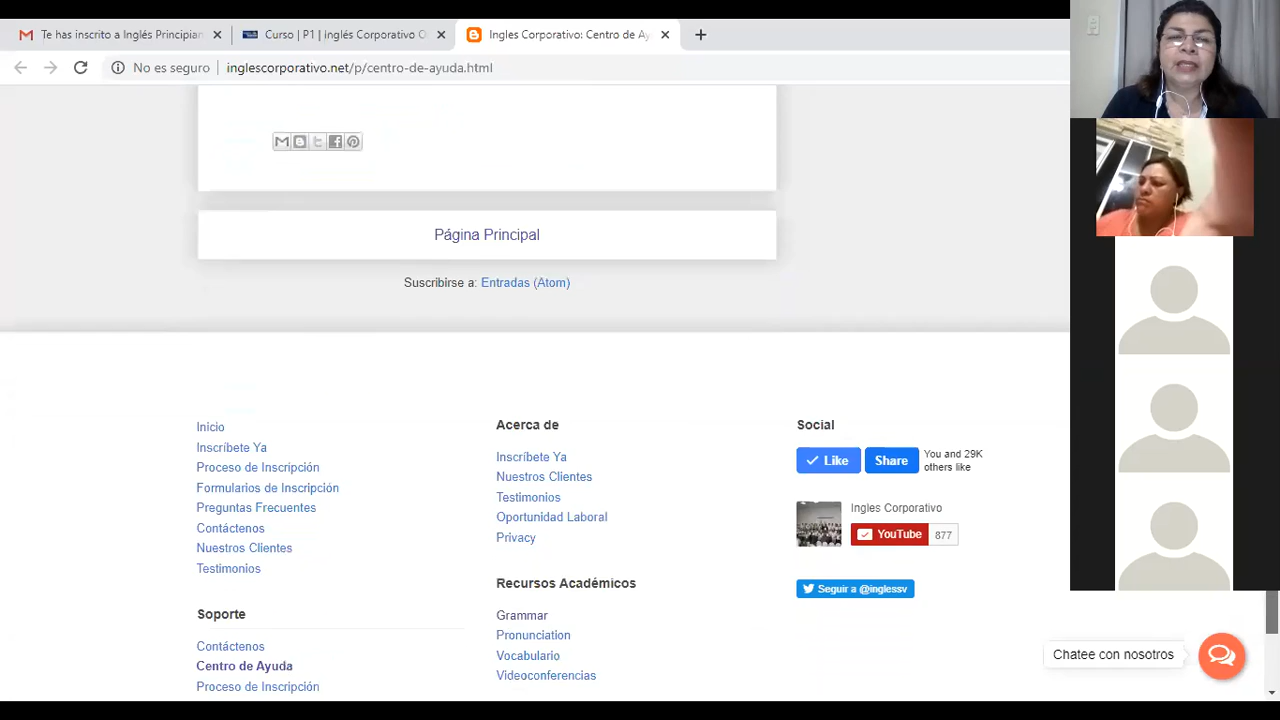 Te has inscrito a Inglés Principian
Curso | P1 | inglés Corporativo O
Ingles Corporativo: Centro de Ay
No es seguro
inglescorporativo.net/p/centro-de-ayuda.html
Página Principal
Suscribirse a: Entradas (Atom)
Inicio
Inscríbete Ya
Proceso de Inscripción
Formularios de Inscripción
Preguntas Frecuentes
Contáctenos
Nuestros Clientes
Testimonios
Soporte
Contáctenos
Centro de Ayuda
Proceso de Inscripción
Acerca de
Inscríbete Ya
Nuestros Clientes
Testimonios
Oportunidad Laboral
Privacy
Recursos Académicos
Grammar
Pronunciation
Vocabulario
Videoconferencias
Social
Like
Share
You and 29K
others like
Ingles Corporativo
YouTube
877
Seguir a @inglessv
Chatee con nosotros